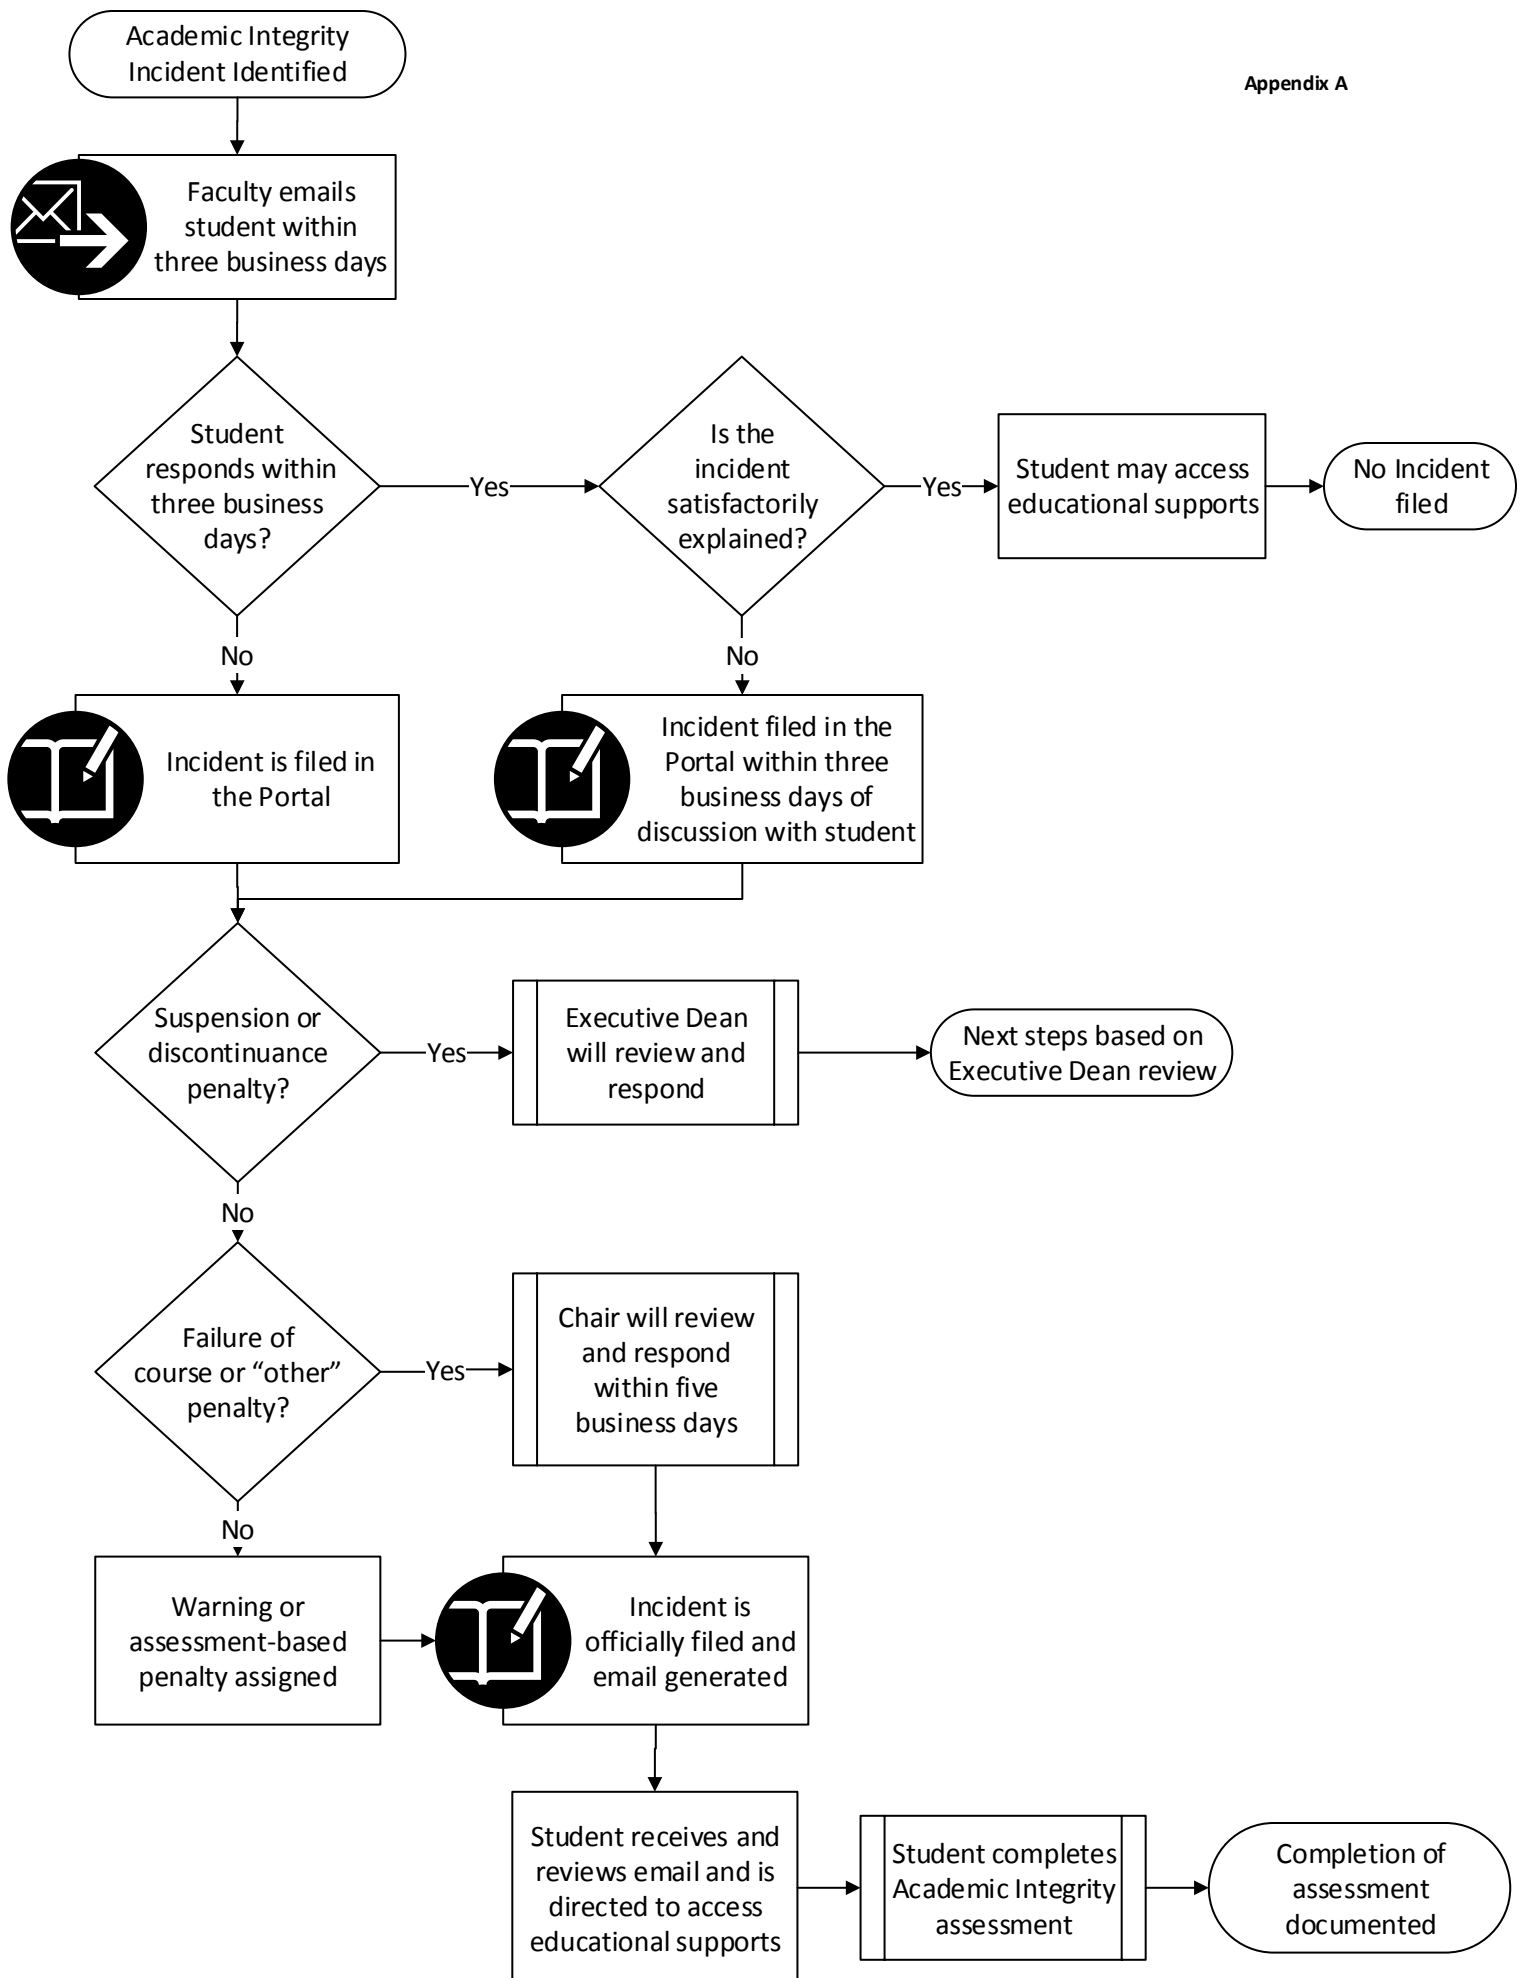 Academic Integrity
Incident Identified
Appendix A
Faculty emails
student within
three business days
Student
responds within
three business
days?
Yes
Is the
incident
satisfactorily
explained?
Yes
Student may access
educational supports
No Incident
filed
No
No
Incident is filed in
the Portal
Incident filed in the
Portal within three
business days of
discussion with student
Suspension or
discontinuance
penalty?
Yes
Executive Dean
will review and
respond
Next steps based on
Executive Dean review
No
Failure of
course or “other”
penalty?
Yes
Chair will review
and respond
within five
business days
No
Warning or
assessment-based
penalty assigned
Incident is
officially filed and
email generated
Student receives and
reviews email and is
directed to access
educational supports
Student completes
Academic Integrity
assessment
Completion of
assessment
documented